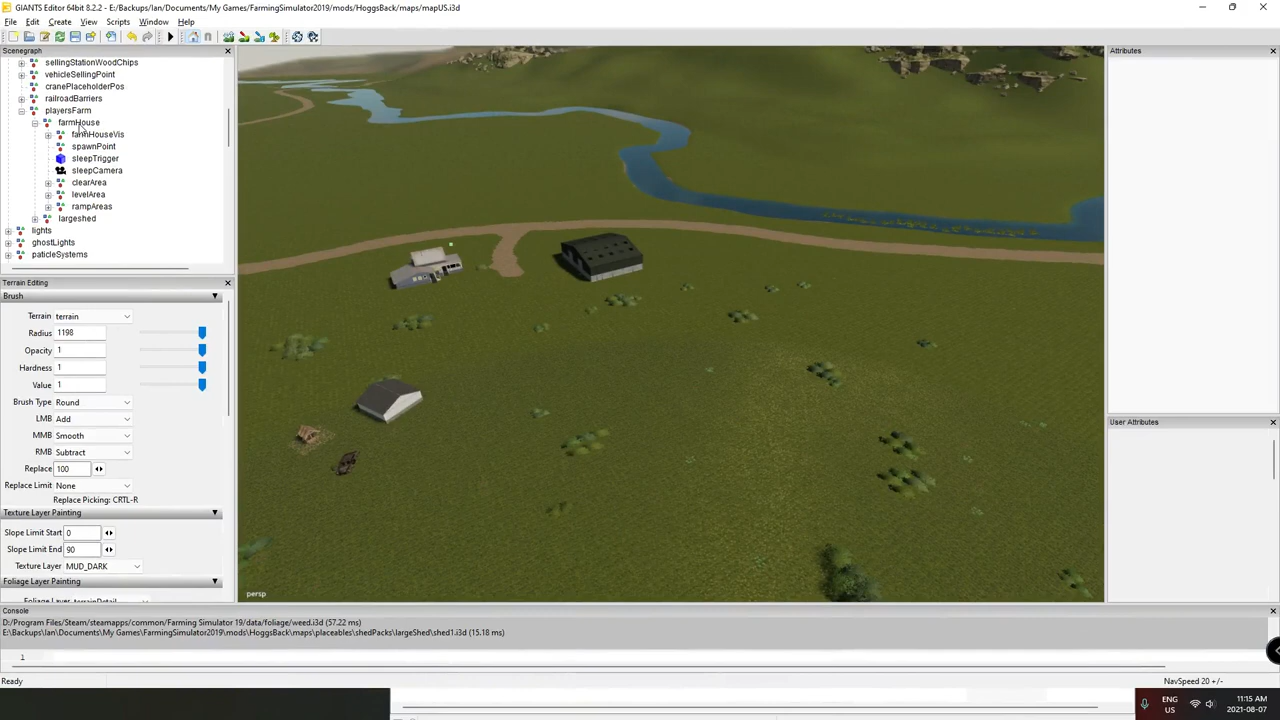 GIANTS Editor 64bit 8.2.2 - E:/Backups/Ian/Documents/My Games/FarmingSimulator2019/mods/HoggsBack/maps/mapUS.i3d
File Edit Create View Scripts Window Help
Scenegraph
sellingStationWoodChips
vehicleSellingPoint
cranePlaceholderPos
railroadBarriers
playersFarm
farmHouse
farmHouseVis
spawnPoint
sleepTrigger
sleepCamera
clearArea
levelArea
rampAreas
largeshed
lights
ghostLights
paticleSystems
Terrain Editing
Brush
Terrain terrain
Radius 1198
Opacity 1
Hardness 1
Value 1
Brush Type Round
LMB Add
MMB Smooth
RMB Subtract
Replace 100
Replace Limit None
Replace Picking: CRTL-R
Texture Layer Painting
Slope Limit Start 0
Slope Limit End 90
Texture Layer MUD_DARK
Foliage Layer Painting
Foliage Layer terrainDetail
persp
Attributes
User Attributes
Console
D:/Program Files/Steam/steamapps/common/Farming Simulator 19/data/foliage/weed.i3d (57.22 ms)
E:\Backups\Ian\Documents\My Games\FarmingSimulator2019\mods\HoggsBack\maps\placeables\shedPacks\largeShed\shed1.i3d (15.18 ms)
1
Ready
NavSpeed 20 +/-
ENG
US
11:15 AM
2021-08-07